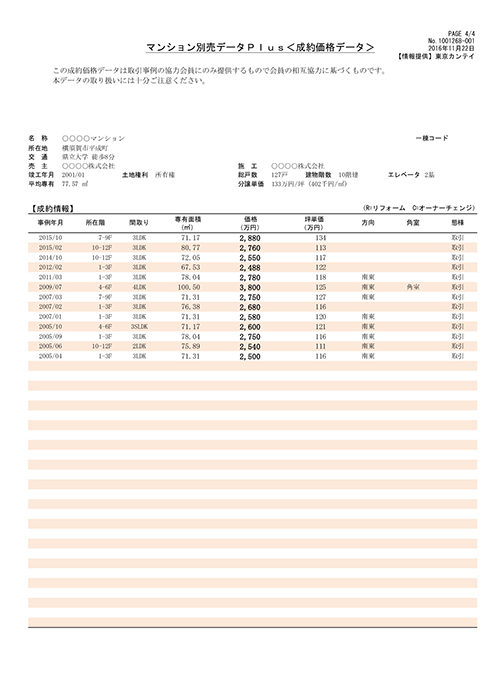 PAGE 4/4
No. 1001268-001
2016年11月22日
【情報提供】東京カンテイ
マンション別売データPlus＜成約価格データ＞
この成約価格データは取引事例の協力会員にのみ提供するもので会員の相互協力に基づくものです。
本データの取り扱いには十分ご注意ください。
名 称 ○○○○マンション 一棟コード
所在地 横須賀市平成町
交 通 県立大学 徒歩8分
売 主 ○○○○株式会社 施 工 ○○○○株式会社
竣工年月 2001/01 土地権利 所有権 総戸数 127戸 建物階数 10階建 エレベータ 2基
平均専有 77.57 ㎡ 分譲単価 133万円/坪 (402千円/㎡)
【成約情報】 (R=リフォーム O:オーナーチェンジ)
事例年月 所在階 間取り 専有面積(㎡) 価格(万円) 坪単価(万円) 方向 角室 態様
2015/10 7-9F 3LDK 71.17 2,880 134 取引
2015/02 10-12F 3LDK 80.77 2,760 113 取引
2014/10 10-12F 3LDK 72.05 2,550 117 取引
2012/02 1-3F 3LDK 67.53 2,488 122 取引
2011/03 1-3F 3LDK 78.04 2,780 118 南東 取引
2009/07 4-6F 4LDK 100.50 3,800 125 南東 角室 取引
2007/03 7-9F 3LDK 71.31 2,750 127 南東 取引
2007/02 1-3F 3LDK 76.38 2,680 116 取引
2007/01 1-3F 3LDK 71.31 2,580 120 南東 取引
2005/10 4-6F 3SLDK 71.17 2,600 121 南東 取引
2005/09 1-3F 3LDK 78.04 2,750 116 南東 取引
2005/06 10-12F 2LDK 75.89 2,540 111 南東 取引
2005/04 1-3F 3LDK 71.31 2,500 116 南東 取引